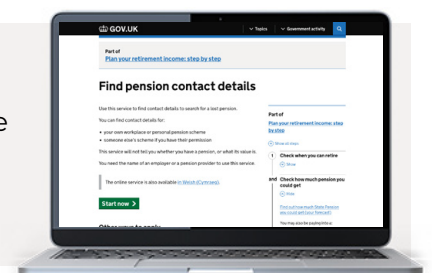 GOV.UK
Topics
Government activity
Part of
Plan your retirement income: step by step
Find pension contact details
Use this service to find contact details to search for a lost pension.
You can find contact details for:
• your own workplace or personal pension scheme
• someone else's scheme if you have their permission
This service will not tell you whether you have a pension, or what its value is.
You need the name of an employer or a pension provider to use this service.
The online service is also available in Welsh (Cymraeg).
Start now
Part of
Plan your retirement income: step
by step
Show all steps
1 Check when you can retire
Show
and Check how much pension you
could get
Hide
Find out how much State Pension
you could get (your forecast)
You may also be paying into a
e